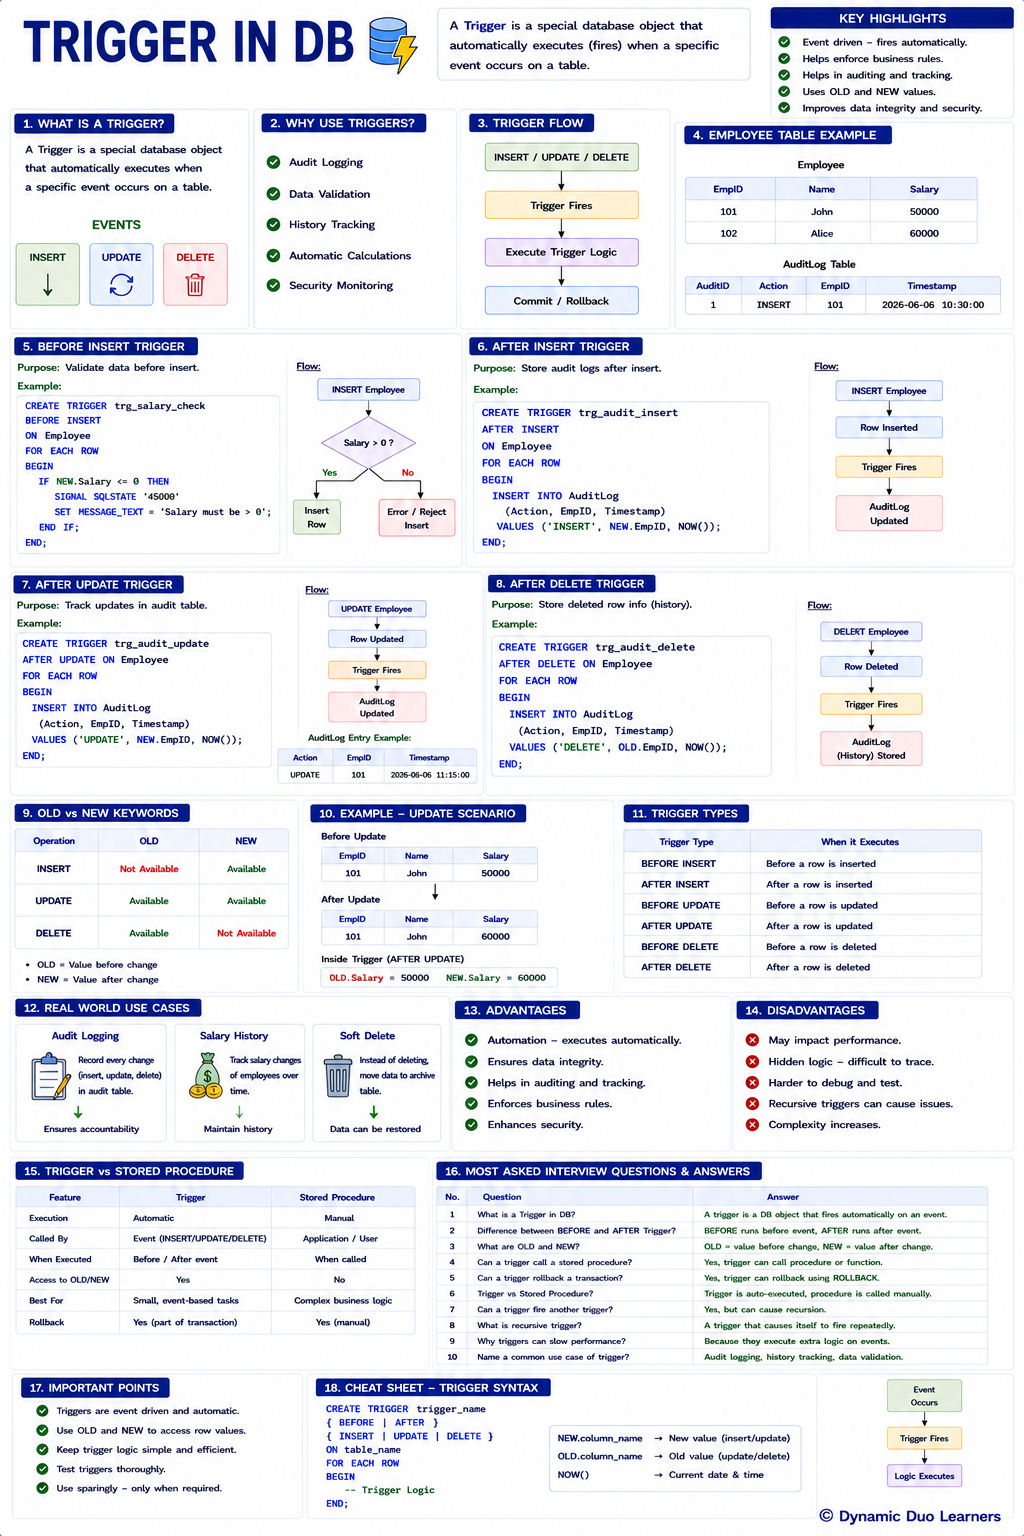 TRIGGER IN DB
A Trigger is a special database object that
automatically executes (fires) when a specific
event occurs on a table.
KEY HIGHLIGHTS
Event driven – fires automatically.
Helps enforce business rules.
Helps in auditing and tracking.
Uses OLD and NEW values.
Improves data integrity and security.
1. WHAT IS A TRIGGER?
A Trigger is a special database object
that automatically executes when
a specific event occurs on a table.
EVENTS
INSERT
UPDATE
DELETE
2. WHY USE TRIGGERS?
Audit Logging
Data Validation
History Tracking
Automatic Calculations
Security Monitoring
3. TRIGGER FLOW
INSERT / UPDATE / DELETE
Trigger Fires
Execute Trigger Logic
Commit / Rollback
4. EMPLOYEE TABLE EXAMPLE
Employee
EmpID Name Salary
101 John 50000
102 Alice 60000
AuditLog Table
AuditID Action EmpID Timestamp
1 INSERT 101 2026-06-06 10:30:00
5. BEFORE INSERT TRIGGER
Purpose: Validate data before insert.
Example:
CREATE TRIGGER trg_salary_check
BEFORE INSERT
ON Employee
FOR EACH ROW
BEGIN
IF NEW.Salary <= 0 THEN
SIGNAL SQLSTATE '45000'
SET MESSAGE_TEXT = 'Salary must be > 0';
END IF;
END;
Flow:
INSERT Employee
Salary > 0 ?
Yes
No
Insert
Row
Error / Reject
Insert
6. AFTER INSERT TRIGGER
Purpose: Store audit logs after insert.
Example:
CREATE TRIGGER trg_audit_insert
AFTER INSERT
ON Employee
FOR EACH ROW
BEGIN
INSERT INTO AuditLog
(Action, EmpID, Timestamp)
VALUES ('INSERT', NEW.EmpID, NOW());
END;
Flow:
INSERT Employee
Row Inserted
Trigger Fires
AuditLog
Updated
7. AFTER UPDATE TRIGGER
Purpose: Track updates in audit table.
Example:
CREATE TRIGGER trg_audit_update
AFTER UPDATE ON Employee
FOR EACH ROW
BEGIN
INSERT INTO AuditLog
(Action, EmpID, Timestamp)
VALUES ('UPDATE', NEW.EmpID, NOW());
END;
Flow:
UPDATE Employee
Row Updated
Trigger Fires
AuditLog
Updated
AuditLog Entry Example:
Action EmpID Timestamp
UPDATE 101 2026-06-06 11:15:00
8. AFTER DELETE TRIGGER
Purpose: Store deleted row info (history).
Example:
CREATE TRIGGER trg_audit_delete
AFTER DELETE ON Employee
FOR EACH ROW
BEGIN
INSERT INTO AuditLog
(Action, EmpID, Timestamp)
VALUES ('DELETE', OLD.EmpID, NOW());
END;
Flow:
Employee
Row Deleted
Trigger Fires
AuditLog
(History) Stored
9. OLD vs NEW KEYWORDS
Operation OLD NEW
INSERT Not Available Available
UPDATE Available Available
DELETE Available Not Available
• OLD = Value before change
• NEW = Value after change
10. EXAMPLE – UPDATE SCENARIO
Before Update
EmpID Name Salary
101 John 50000
After Update
EmpID Name Salary
101 John 60000
Inside Trigger (AFTER UPDATE)
OLD.Salary = 50000 NEW.Salary = 60000
11. TRIGGER TYPES
Trigger Type When it Executes
BEFORE INSERT Before a row is inserted
AFTER INSERT After a row is inserted
BEFORE UPDATE Before a row is updated
AFTER UPDATE After a row is updated
BEFORE DELETE Before a row is deleted
AFTER DELETE After a row is deleted
12. REAL WORLD USE CASES
Audit Logging
Record every change
(insert, update, delete)
in audit table.
Ensures accountability
Salary History
Track salary changes
of employees over
time.
Maintain history
Soft Delete
Instead of deleting,
move data to archive
table.
Data can be restored
13. ADVANTAGES
Automation – executes automatically.
Ensures data integrity.
Helps in auditing and tracking.
Enforces business rules.
Enhances security.
14. DISADVANTAGES
May impact performance.
Hidden logic – difficult to trace.
Harder to debug and test.
Recursive triggers can cause issues.
Complexity increases.
15. TRIGGER vs STORED PROCEDURE
Feature Trigger Stored Procedure
Execution Automatic Manual
Called By Event (INSERT/UPDATE/DELETE) Application / User
When Executed Before / After event When called
Access to OLD/NEW Yes No
Best For Small, event-based tasks Complex business logic
Rollback Yes (part of transaction) Yes (manual)
16. MOST ASKED INTERVIEW QUESTIONS & ANSWERS
No. Question Answer
1 What is a Trigger in DB? A trigger is a DB object that fires automatically on an event.
2 Difference between BEFORE and AFTER Trigger? BEFORE runs before event, AFTER runs after event.
3 What are OLD and NEW? OLD = value before change, NEW = value after change.
4 Can a trigger call a stored procedure? Yes, trigger can call procedure or function.
5 Can a trigger rollback a transaction? Yes, trigger can rollback using ROLLBACK.
6 Trigger vs Stored Procedure? Trigger is auto-executed, procedure is called manually.
7 Can a trigger fire another trigger? Yes, but can cause recursion.
8 What is recursive trigger? A trigger that causes itself to fire repeatedly.
9 Why triggers can slow performance? Because they execute extra logic on events.
10 Name a common use case of trigger? Audit logging, history tracking, data validation.
17. IMPORTANT POINTS
Triggers are event driven and automatic.
Use OLD and NEW to access row values.
Keep trigger logic simple and efficient.
Test triggers thoroughly.
Use sparingly – only when required.
18. CHEAT SHEET – TRIGGER SYNTAX
CREATE TRIGGER trigger_name
{ BEFORE | AFTER }
{ INSERT | UPDATE | DELETE }
ON table_name
FOR EACH ROW
BEGIN
-- Trigger Logic
END;
NEW.column_name → New value (insert/update)
OLD.column_name → Old value (update/delete)
NOW() → Current date & time
Event
Occurs
Trigger Fires
Logic Executes
© Dynamic Duo Learners